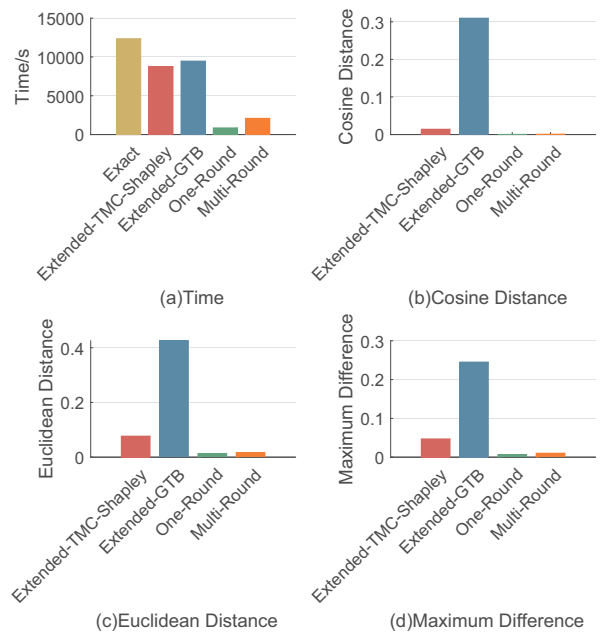 Time/s
15000
10000
5000
0
Exact
Extended-TMC-Shapley
Extended-GTB
One-Round
Multi-Round
(a)Time
Cosine Distance
0.3
0.2
0.1
0
Extended-TMC-Shapley
Extended-GTB
One-Round
Multi-Round
(b)Cosine Distance
Euclidean Distance
0.4
0.2
0
Extended-TMC-Shapley
Extended-GTB
One-Round
Multi-Round
(c)Euclidean Distance
Maximum Difference
0.3
0.2
0.1
0
Extended-TMC-Shapley
Extended-GTB
One-Round
Multi-Round
(d)Maximum Difference